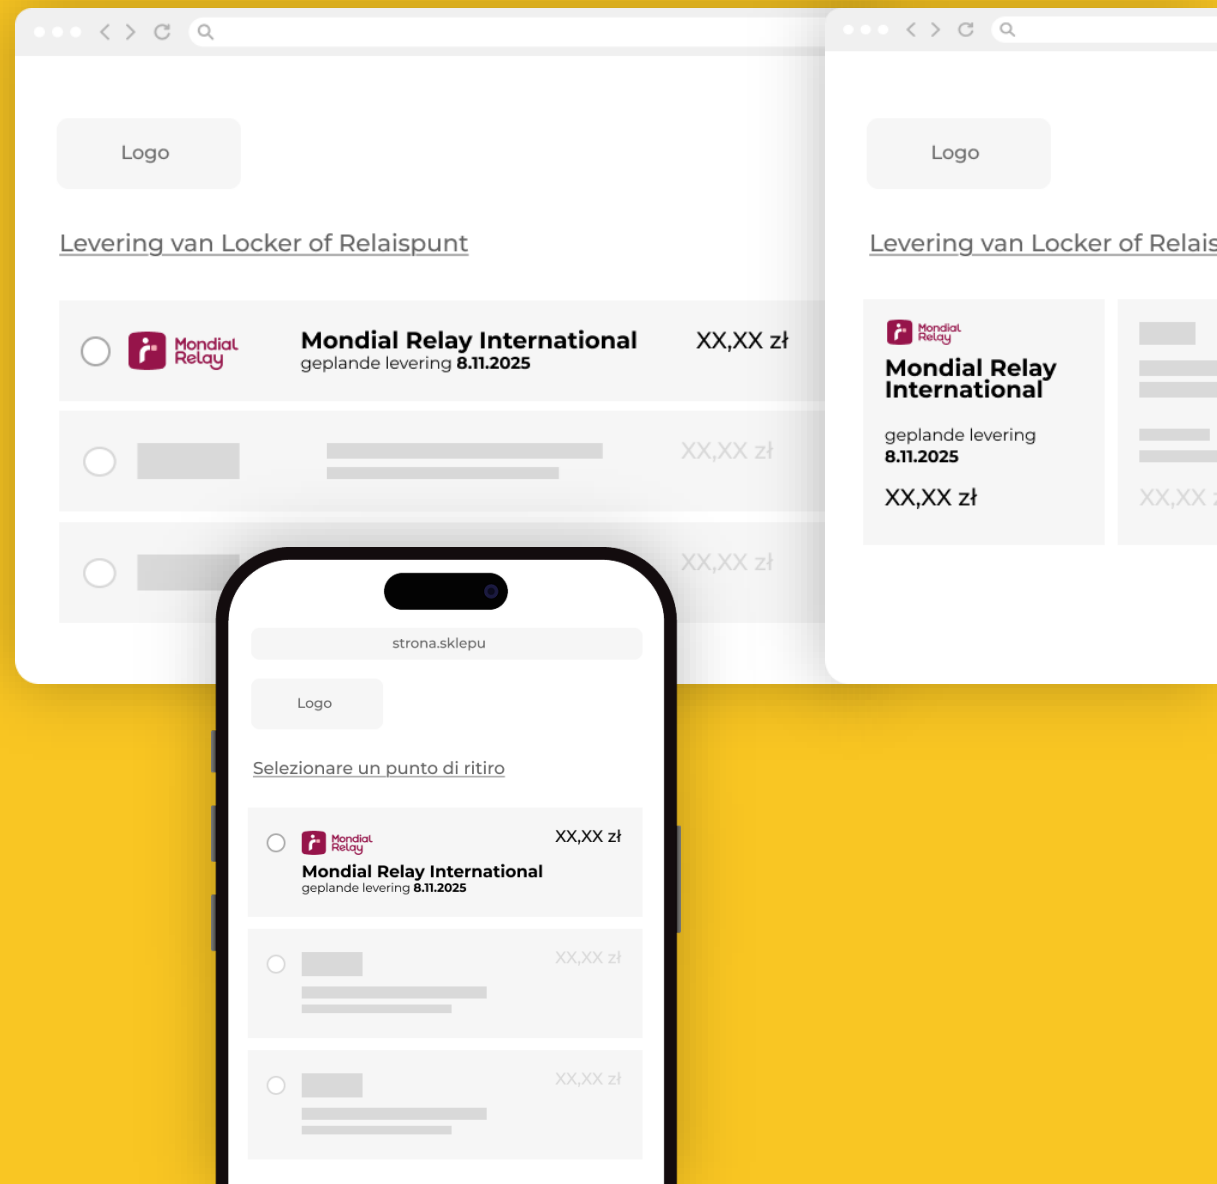 Logo
Levering van Locker of Relaispunt
Mondial
Relay
Mondial Relay International
geplande levering 8.11.2025
XX,XX zł
XX,XX zł
XX,XX zł
Logo
Levering van Locker of Relais
Mondial
Relay
Mondial Relay
International
geplande levering
8.11.2025
XX,XX zł
XX,XX
strona.sklepu
Logo
Selezionare un punto di ritiro
Mondial
Relay
XX,XX zł
Mondial Relay International
geplande levering 8.11.2025
XX,XX zł
XX,XX zł